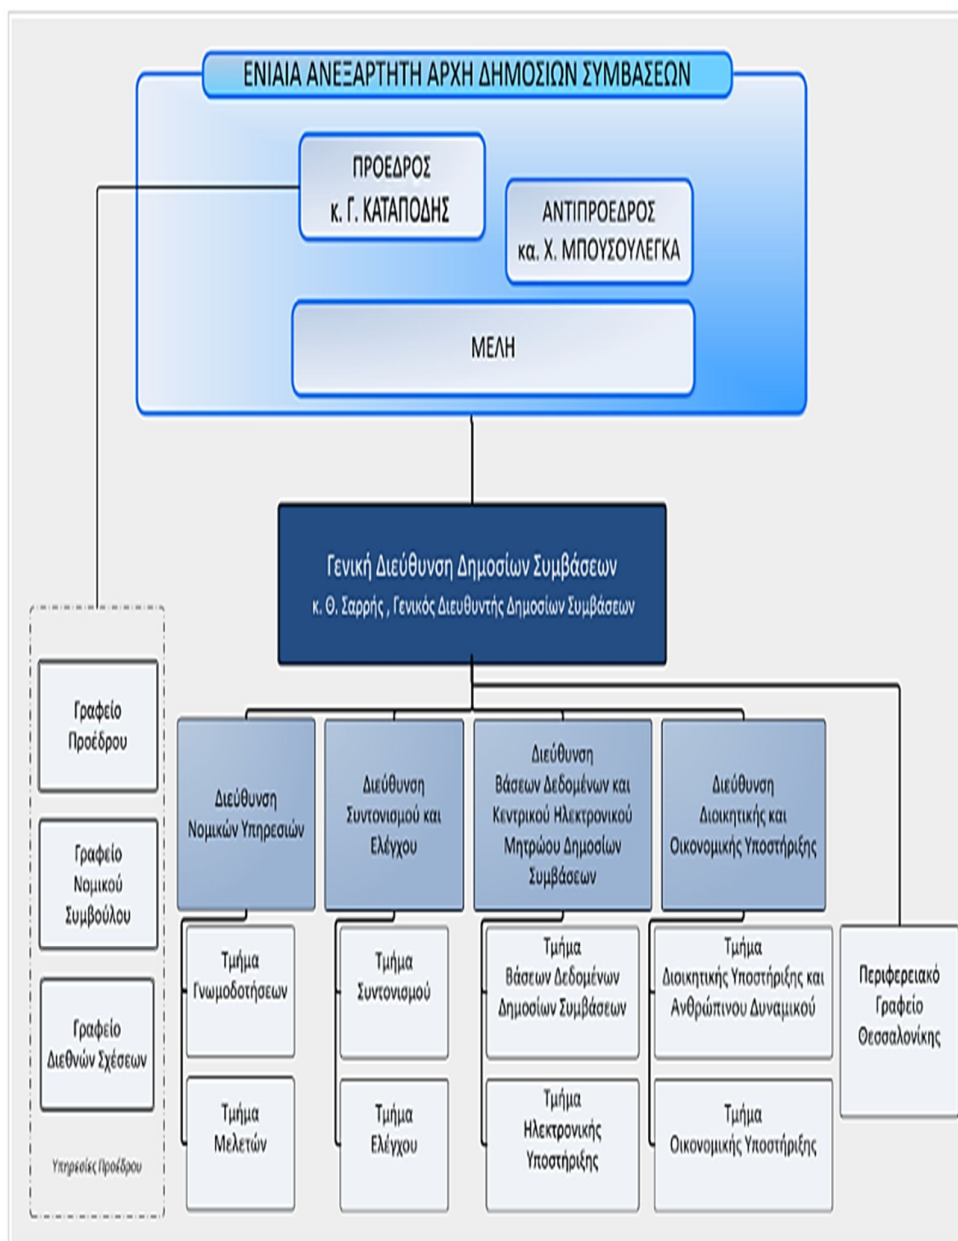 ΕΝΙΑΙΑ ΑΝΕΞΑΡΤΗΤΗ ΑΡΧΗ ΔΗΜΟΣΙΩΝ ΣΥΜΒΑΣΕΩΝ
ΠΡΟΕΔΡΟΣ
κ. Γ. ΚΑΤΑΠΟΔΗΣ
ΑΝΤΙΠΡΟΕΔΡΟΣ
κα. Χ. ΜΠΟΥΣΟΥΛΕΓΚΑ
ΜΕΛΗ
Γενική Διεύθυνση Δημοσίων Συμβάσεων
κ. Θ. Σαρρής , Γενικός Διευθυντής Δημοσίων Συμβάσεων
Γραφείο
Προέδρου
Γραφείο
Νομικού
Συμβούλου
Γραφείο
Διεθνών Σχέσεων
Υπηρεσίες Προέδρου
Διεύθυνση
Νομικών Υπηρεσιών
Τμήμα
Γνωμοδοτήσεων
Τμήμα
Μελετών
Διεύθυνση
Συντονισμού και
Ελέγχου
Τμήμα
Συντονισμού
Τμήμα
Ελέγχου
Διεύθυνση
Βάσεων Δεδομένων και
Κεντρικού Ηλεκτρονικού
Μητρώου Δημοσίων
Συμβάσεων
Τμήμα
Βάσεων Δεδομένων
Δημοσίων Συμβάσεων
Τμήμα
Ηλεκτρονικής
Υποστήριξης
Διεύθυνση
Διοικητικής και
Οικονομικής Υποστήριξης
Τμήμα
Διοικητικής Υποστήριξης και
Ανθρώπινου Δυναμικού
Τμήμα
Οικονομικής Υποστήριξης
Περιφερειακό
Γραφείο
Θεσσαλονίκης